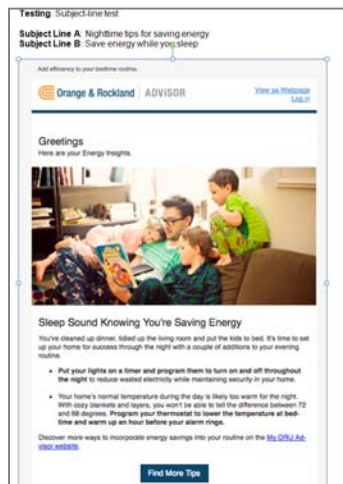 Testing: Subject-line test
Subject Line A: Nighttime tips for saving energy
Subject Line B: Save energy while you sleep
Add efficiency to your bedtime routine.
Orange & Rockland | ADVISOR
View as Webpage
Log in
Greetings
Here are your Energy Insights.
Sleep Sound Knowing You're Saving Energy
You've cleaned up dinner, tidied up the living room and put the kids to bed. It's time to
set up your home for success through the night with a couple of additions to your evening
routine.
• Put your lights on a timer and program them to turn on and off throughout
the night to reduce wasted electricity while maintaining security in your home.
• Your home's normal temperature during the day is likely too warm for the night.
With cozy blankets and layers, you won't be able to tell the difference between 72
and 68 degrees. Program your thermostat to lower the temperature at bed-
time and warm up an hour before your alarm rings.
Discover more ways to incorporate energy savings into your routine on the My ORU Ad-
visor website.
Find More Tips